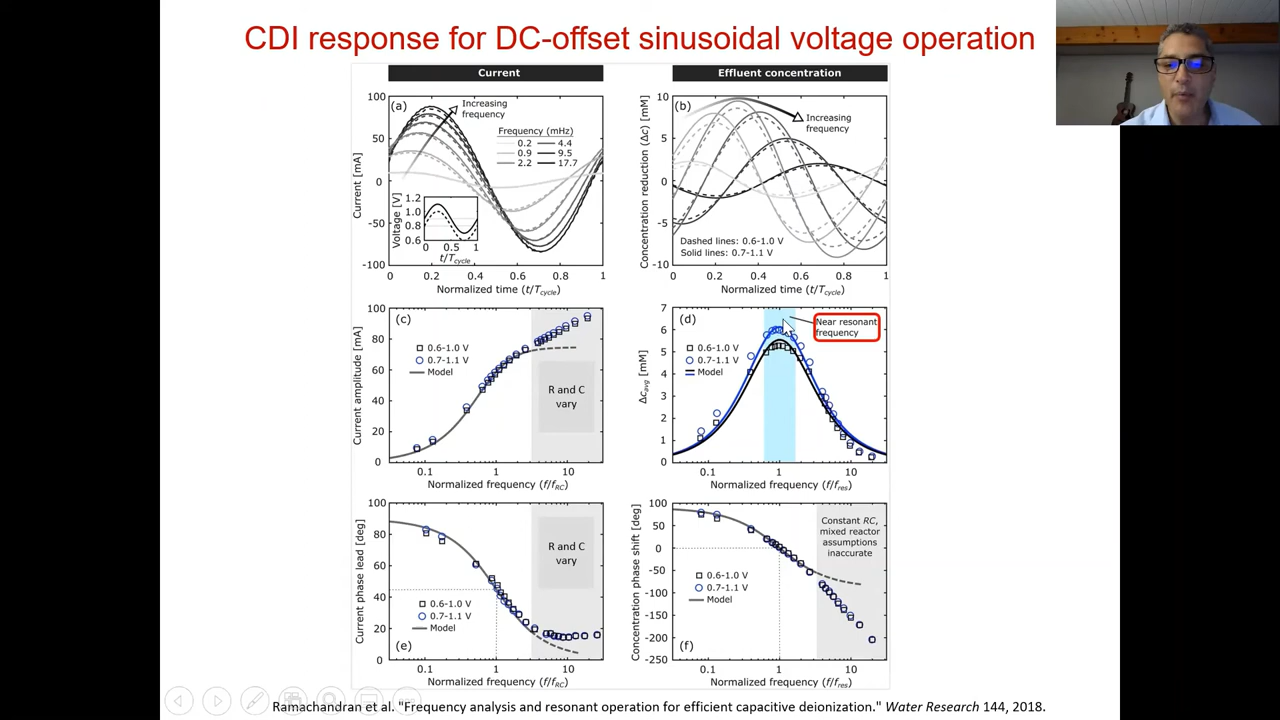 CDI response for DC-offset sinusoidal voltage operation
Current
Effluent concentration
(a)
Increasing
frequency
Frequency (mHz)
0.2 4.4
0.9 9.5
2.2 17.7
Current [mA]
100
50
0
-50
-100
Voltage [V]
1.2
1.0
0.8
0.6
0 0.5 1
t/Tcycle
0 0.2 0.4 0.6 0.8 1
Normalized time (t/Tcycle)
(b)
Increasing
frequency
Concentration reduction (Δc) [mM]
10
5
0
-5
-10
Dashed lines: 0.6-1.0 V
Solid lines: 0.7-1.1 V
0 0.2 0.4 0.6 0.8 1
Normalized time (t/Tcycle)
(c)
Current amplitude [mA]
100
80
60
40
20
0
0.6-1.0 V
0.7-1.1 V
Model
R and C
vary
0.1 1 10
Normalized frequency (f/fRC)
(d)
Δcavg [mM]
7
6
5
4
3
2
1
0
0.6-1.0 V
0.7-1.1 V
Model
Near resonant
frequency
0.1 1 10
Normalized frequency (f/fres)
Current phase lead [deg]
100
80
60
40
20
0
R and C
vary
0.6-1.0 V
0.7-1.1 V
Model
(e)
0.1 1 10
Normalized frequency (f/fRC)
Concentration phase shift [deg]
100
50
0
-50
-100
-150
-200
-250
Constant RC,
mixed reactor
assumptions
inaccurate
0.6-1.0 V
0.7-1.1 V
Model
(f)
0.1 1 10
Normalized frequency (f/fres)
Ramachandran et al. "Frequency analysis and resonant operation for efficient capacitive deionization." Water Research 144, 2018.